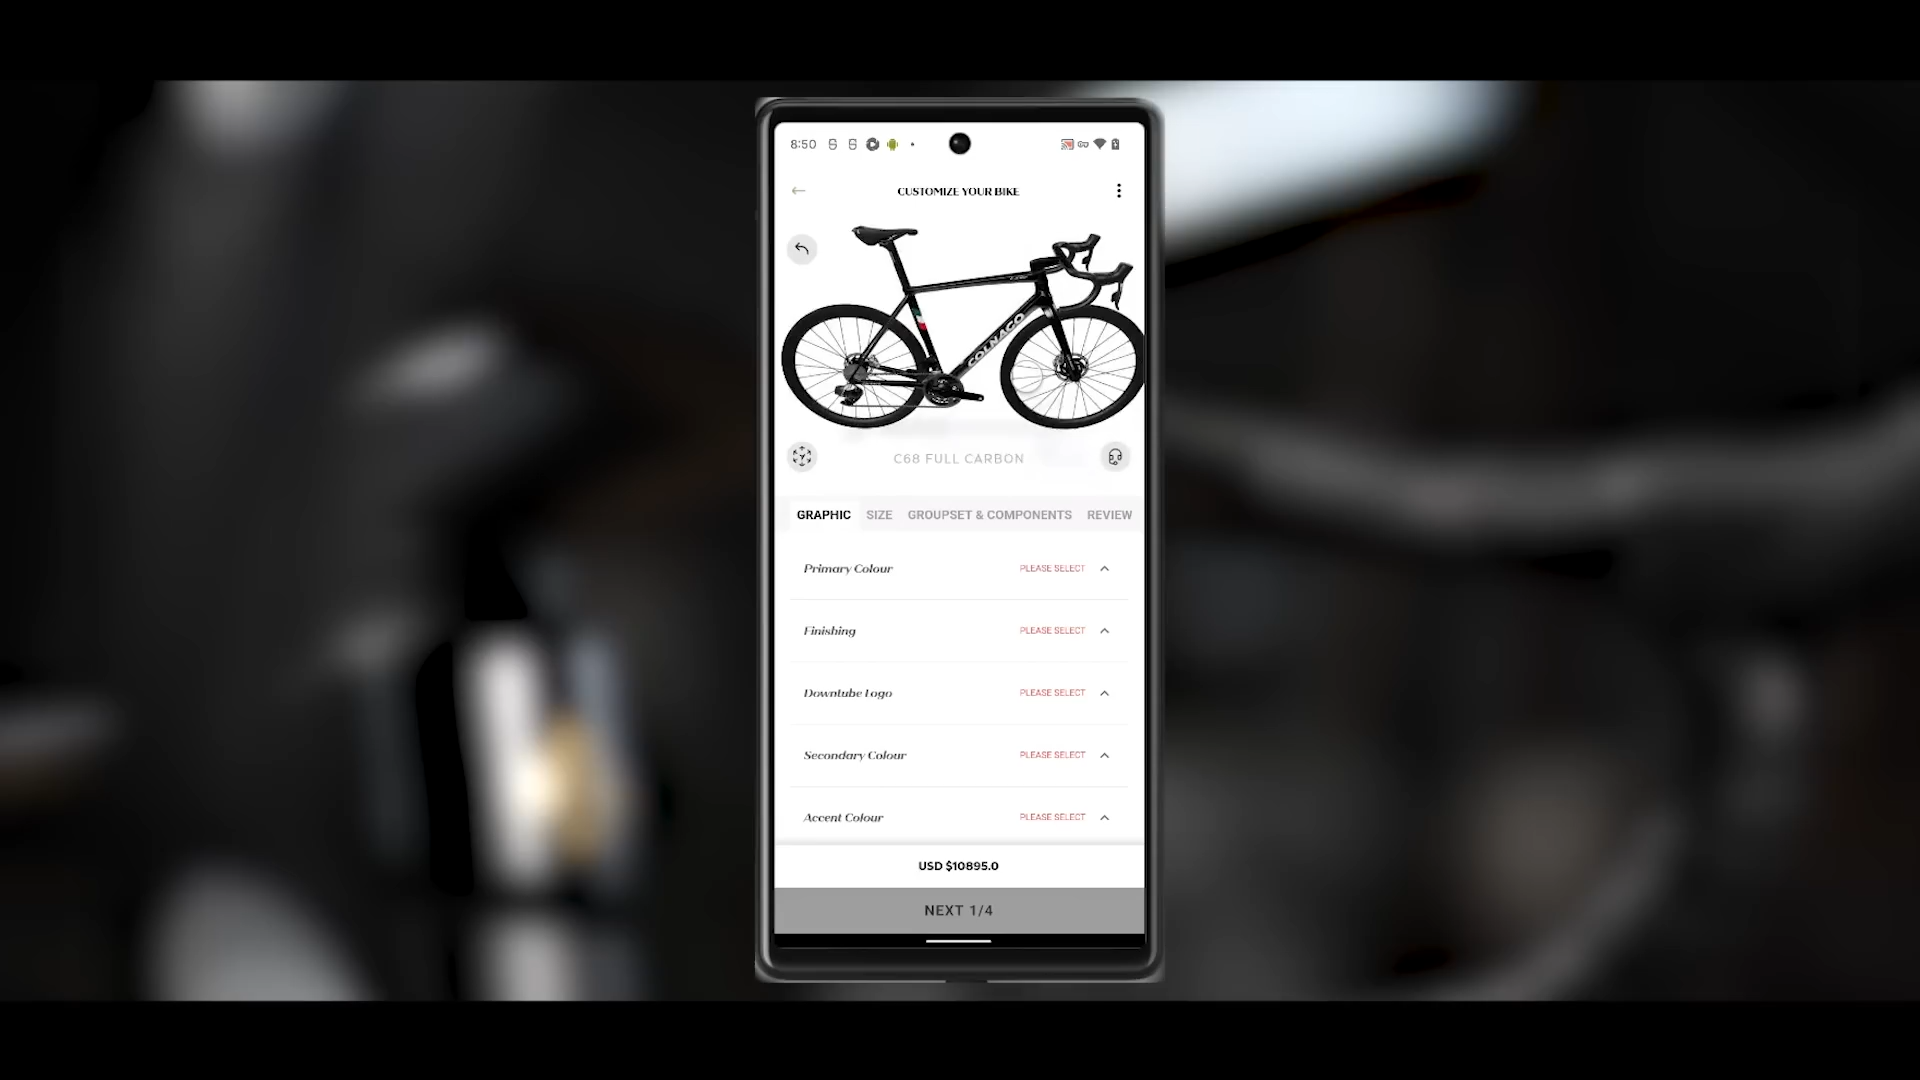 8:50
CUSTOMIZE YOUR BIKE
COLNAGO
C68 FULL CARBON
GRAPHIC SIZE GROUPSET & COMPONENTS REVIEW
Primary Colour PLEASE SELECT
Finishing PLEASE SELECT
Downtube Logo PLEASE SELECT
Secondary Colour PLEASE SELECT
Accent Colour PLEASE SELECT
USD $10895.0
NEXT 1/4